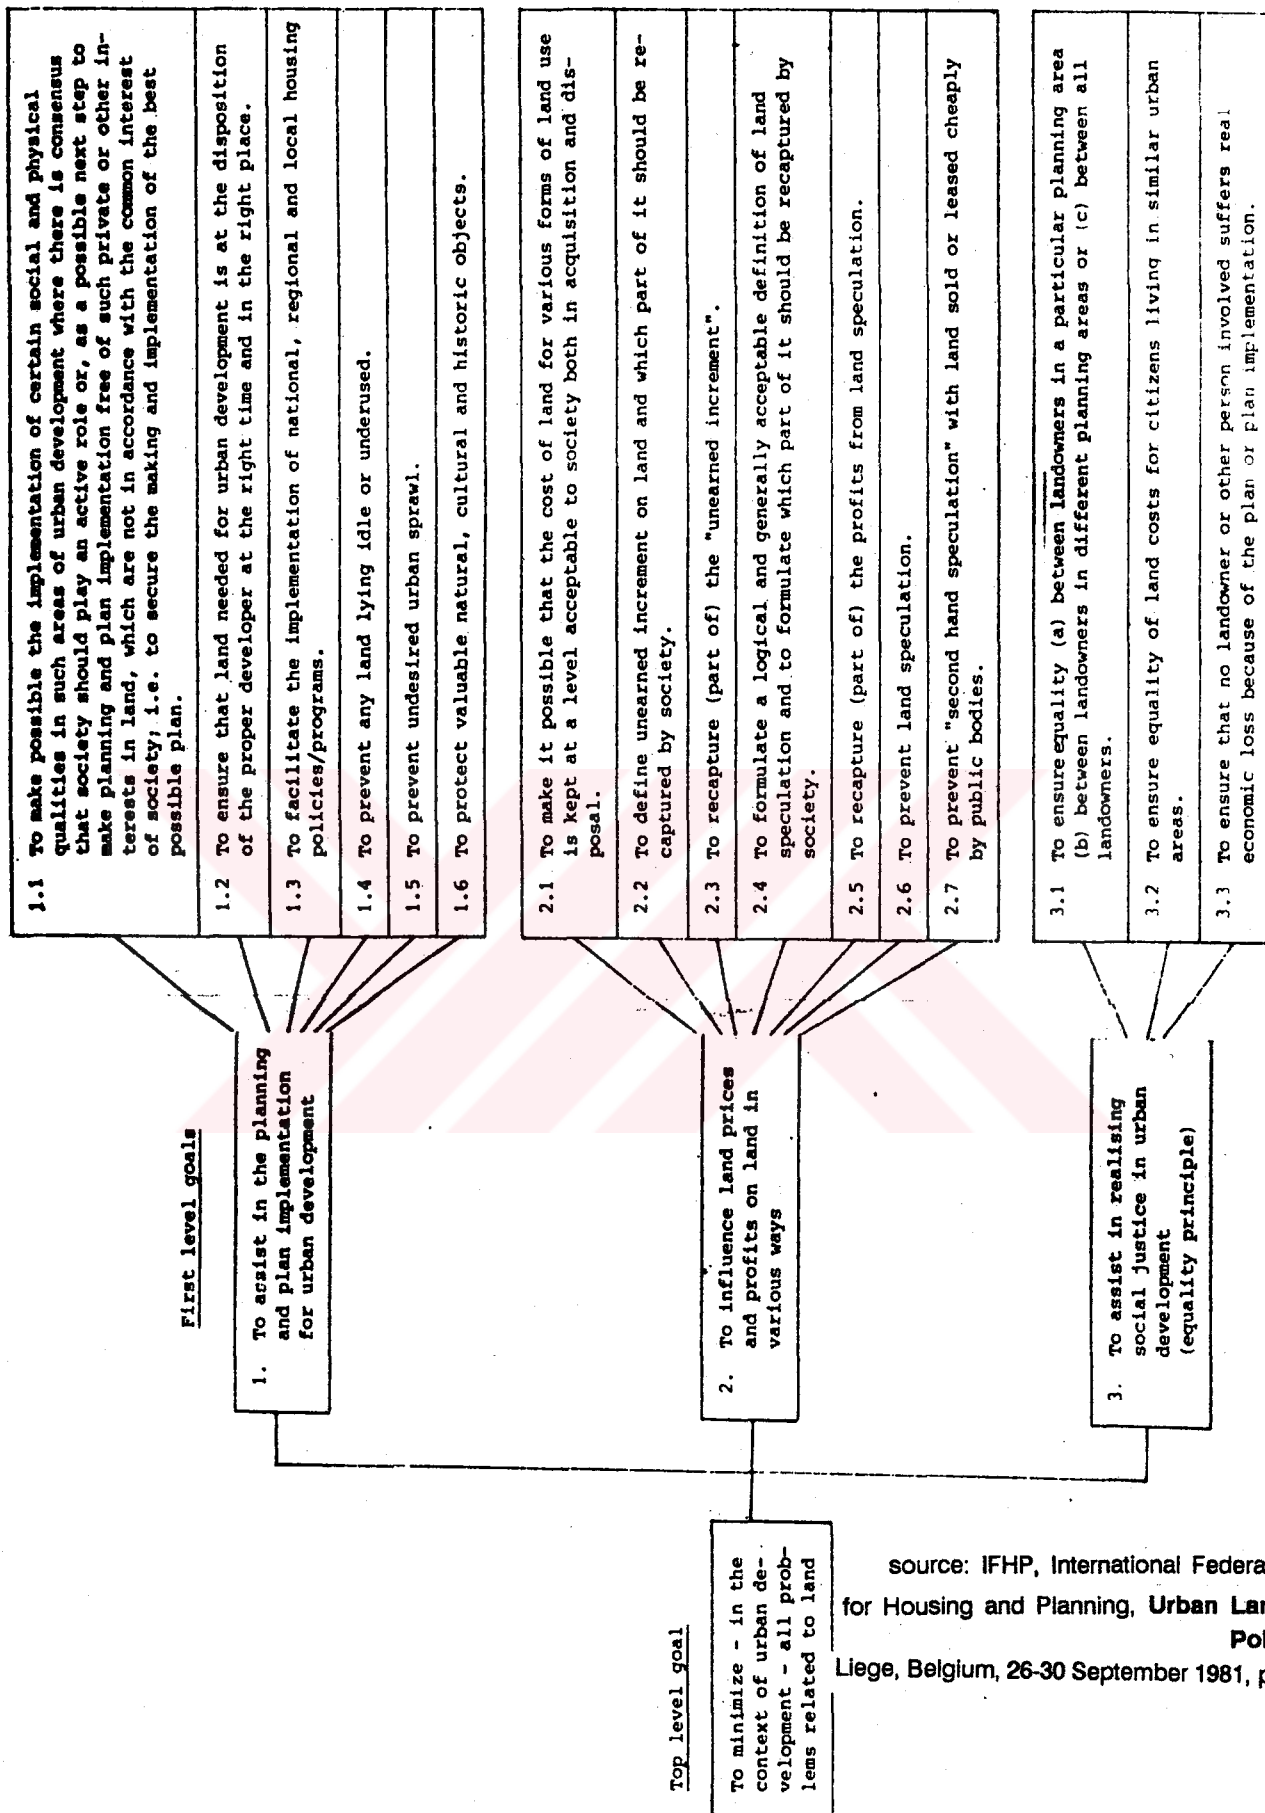 Top level goal
To minimize - in the
context of urban de-
velopment - all prob-
lems related to land
First level goals
1. To assist in the planning
and plan implementation
for urban development
2. To influence land prices
and profits on land in
various ways
3. To assist in realising
social justice in urban
development
(equality principle)
1.1 To make possible the implementation of certain social and physical
qualities in such areas of urban development where there is consensus
that society should play an active role or, as a possible next step to
make planning and plan implementation free of such private or other in-
terests in land, which are not in accordance with the common interest
of society; i.e. to secure the making and implementation of the best
possible plan.
1.2 To ensure that land needed for urban development is at the disposition
of the proper developer at the right time and in the right place.
1.3 To facilitate the implementation of national, regional and local housing
policies/programs.
1.4 To prevent any land lying idle or underused.
1.5 To prevent undesired urban sprawl.
1.6 To protect valuable natural, cultural and historic objects.
2.1 To make it possible that the cost of land for various forms of land use
is kept at a level acceptable to society both in acquisition and dis-
posal.
2.2 To define unearned increment on land and which part of it should be re-
captured by society.
2.3 To recapture (part of) the "unearned increment".
2.4 To formulate a logical and generally acceptable definition of land
speculation and to formulate which part of it should be recaptured by
society.
2.5 To recapture (part of) the profits from land speculation.
2.6 To prevent land speculation.
2.7 To prevent "second hand speculation" with land sold or leased cheaply
by public bodies.
3.1 To ensure equality (a) between landowners in a particular planning area
(b) between landowners in different planning areas or (c) between all
landowners.
3.2 To ensure equality of land costs for citizens living in similar urban
areas.
3.3 To ensure that no landowner or other person involved suffers real
economic loss because of the plan or plan implementation.
source: IFHP, International Federa
for Housing and Planning, Urban Lan
Pol
Liege, Belgium, 26-30 September 1981, p